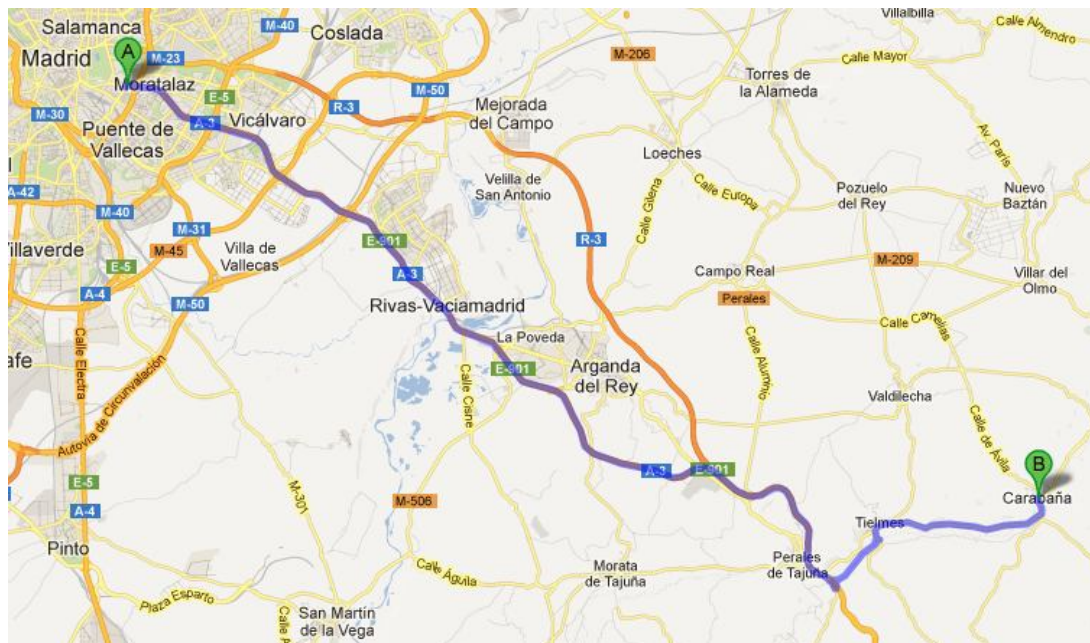 Salamanca
M-40
Coslada
Villalbilla
Calle Almendro
Madrid
A
M-23
M-206
Calle Mayor
Moratalaz
E-5
M-50
Torres de
la Alameda
R-3
M-30
A-3
Vicálvaro
Mejorada
del Campo
Puente de
Vallecas
Loeches
Av. París
Velilla de
San Antonio
Calle Gilena
Calle Europa
Pozuelo
del Rey
Nuevo
Baztán
A-42
M-40
M-31
Villaverde
M-45
Villa de
Vallecas
E-901
R-3
M-209
E-5
A-3
Campo Real
Villar del
Olmo
A-4
M-50
Rivas-Vaciamadrid
Perales
Calle Camelias
Calle Electra
La Poveda
E-901
Arganda
del Rey
Calle Cisne
Calle Alumrio
Valdilecha
Autovía de Circunvalación
Calle de Ávila
B
E-5
A-3
E-901
Carabaña
A-4
M-301
M-506
Tielmes
Pinto
Calle Águila
Morata
de Tajuña
Perales
de Tajuña
Plaza Esparto
San Martín
de la Vega